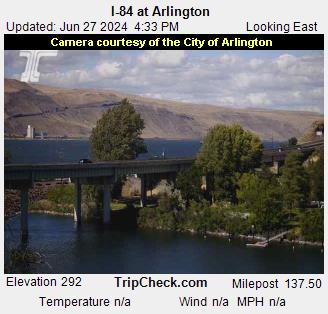 I-84 at Arlington
Updated: Jun 27 2024 4:33 PM Looking East
Camera courtesy of the City of Arlington
Elevation 292 TripCheck.com Milepost 137.50
Temperature n/a Wind n/a MPH n/a